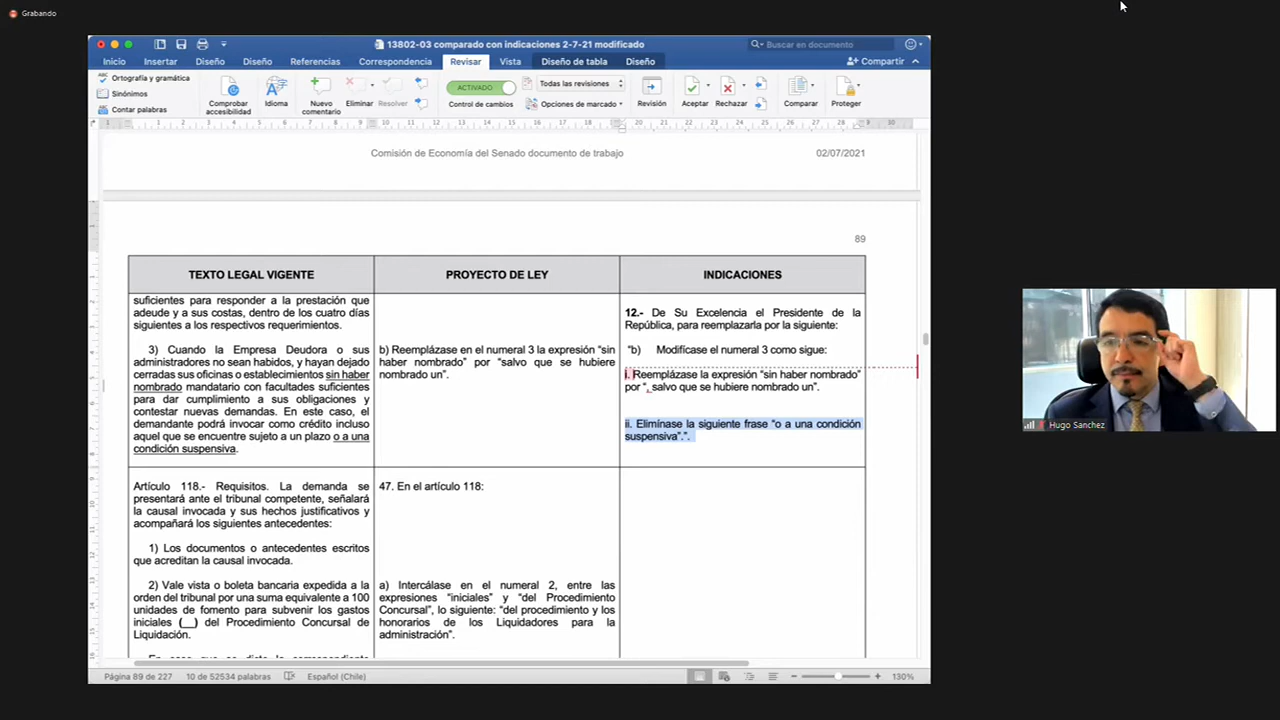 Grabando
13802-03 comparado con indicaciones 2-7-21 modificado
Buscar en documento
Inicio Insertar Diseño Diseño Referencias Correspondencia Revisar Vista Diseño de tabla Diseño
Compartir
Ortografía y gramática
Sinónimos
Contar palabras
Comprobar
accesibilidad
Idioma
Nuevo
comentario
Eliminar
Resolver
ACTIVADO
Control de cambios
Todas las revisiones
Opciones de marcado
Revisión
Aceptar
Rechazar
Comparar
Proteger
Comisión de Economía del Senado documento de trabajo 02/07/2021
89
TEXTO LEGAL VIGENTE
suficientes para responder a la prestación que
adeude y a sus costas, dentro de los cuatro días
siguientes a los respectivos requerimientos.
3) Cuando la Empresa Deudora o sus
administradores no sean habidos, y hayan dejado
cerradas sus oficinas o establecimientos sin haber
nombrado mandatario con facultades suficientes
para dar cumplimiento a sus obligaciones y
contestar nuevas demandas. En este caso, el
demandante podrá invocar como crédito incluso
aquel que se encuentre sujeto a un plazo o a una
condición suspensiva.
Artículo 118.- Requisitos. La demanda se
presentará ante el tribunal competente, señalará
la causal invocada y sus hechos justificativos y
acompañará los siguientes antecedentes:
1) Los documentos o antecedentes escritos
que acreditan la causal invocada.
2) Vale vista o boleta bancaria expedida a la
orden del tribunal por una suma equivalente a 100
unidades de fomento para subvenir los gastos
iniciales (__) del Procedimiento Concursal de
Liquidación.
PROYECTO DE LEY
b) Reemplázase en el numeral 3 la expresión “sin
haber nombrado” por “salvo que se hubiere
nombrado un”.
47. En el artículo 118:
a) Intercálase en el numeral 2, entre las
expresiones “iniciales” y “del Procedimiento
Concursal”, lo siguiente: “del procedimiento y los
honorarios de los Liquidadores para la
administración”.
INDICACIONES
12.- De Su Excelencia el Presidente de la
República, para reemplazarla por la siguiente:
“b) Modifícase el numeral 3 como sigue:
i. Reemplázase la expresión “sin haber nombrado”
por “, salvo que se hubiere nombrado un”.
ii. Elimínase la siguiente frase “o a una condición
suspensiva”.”.
Página 89 de 227 10 de 52534 palabras Español (Chile) 130%
Hugo Sanchez